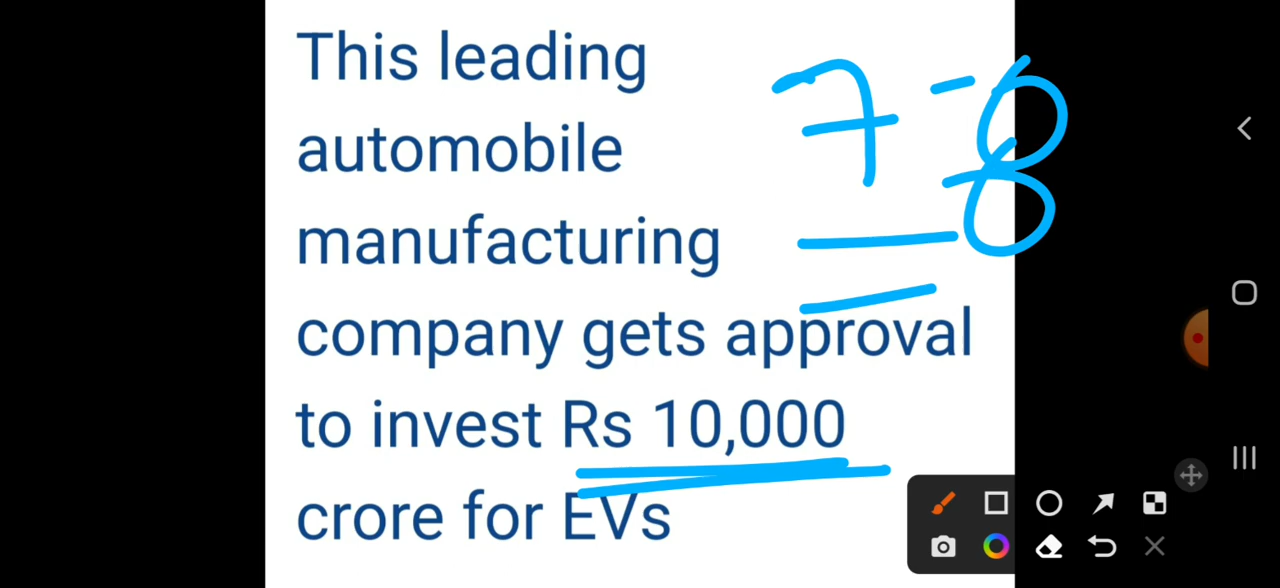 This leading
automobile
manufacturing
company gets approval
to invest Rs 10,000
crore for EVs
7-8